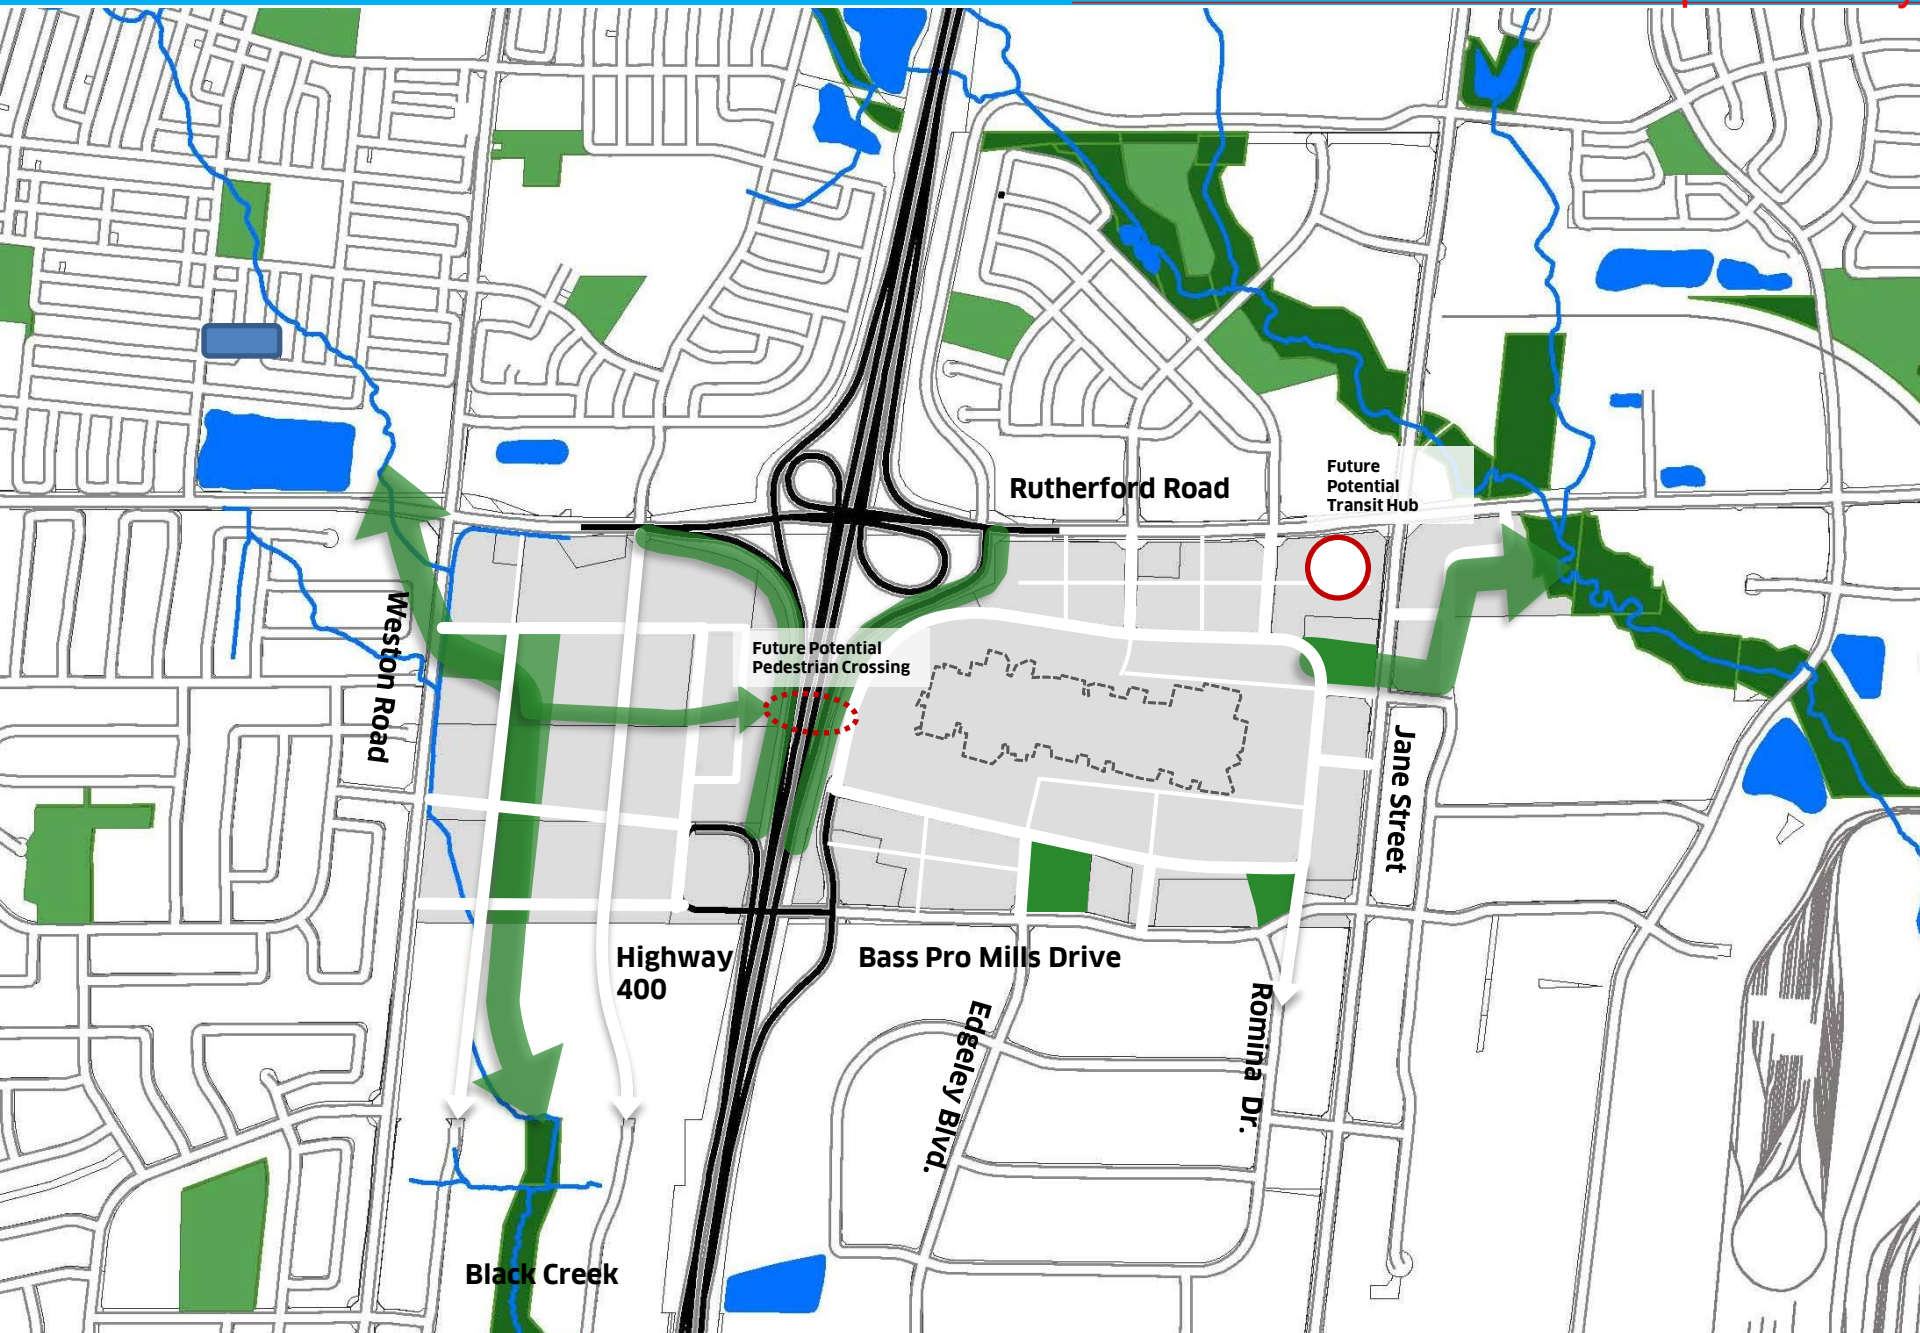 Rutherford Road
Future
Potential
Transit Hub
Weston Road
Future Potential
Pedestrian Crossing
Jane Street
Highway
400
Bass Pro Mills Drive
Edgeley Blvd.
Romina Dr.
Black Creek